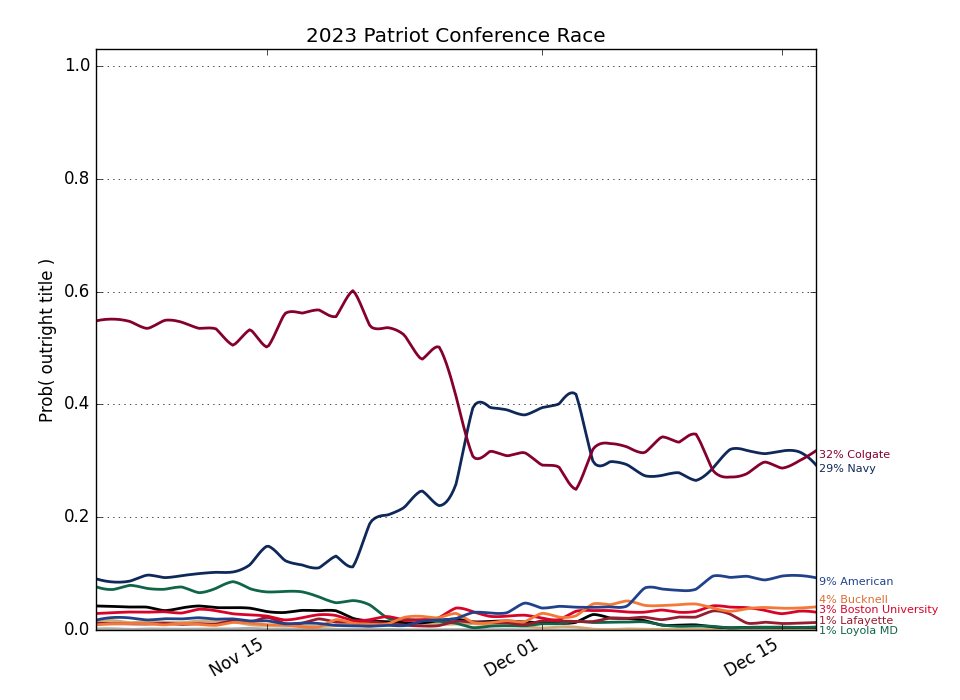 2023 Patriot Conference Race
Prob( outright title )
1.0
0.8
0.6
0.4
0.2
0.0
Nov 15
Dec 01
Dec 15
32% Colgate
29% Navy
9% American
4% Bucknell
3% Boston University
1% Lafayette
1% Loyola MD